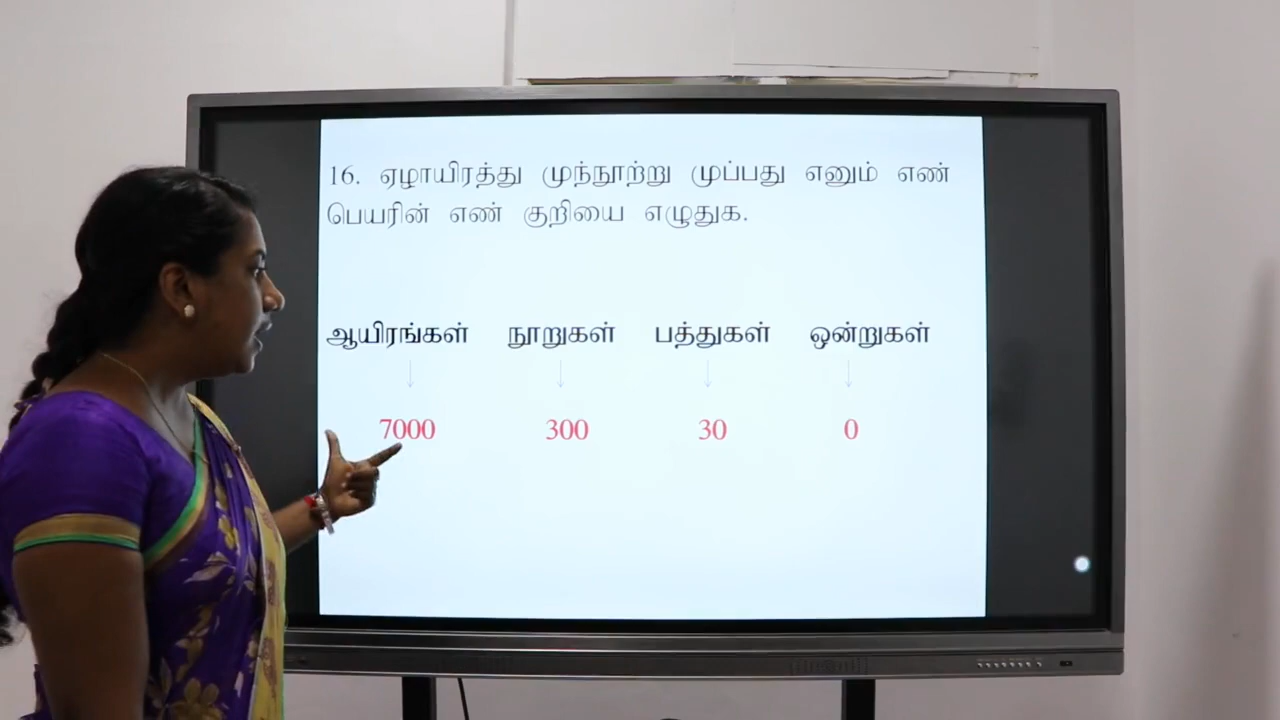 16. ஏழாயிரத்து முந்நூற்று முப்பது எனும் எண்
பெயரின் எண் குறியை எழுதுக.
ஆயிரங்கள் நூறுகள் பத்துகள் ஒன்றுகள்
7000 300 30 0